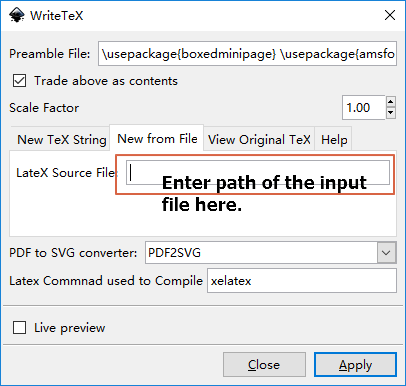 WriteTeX
Preamble File: \usepackage{boxedminipage} \usepackage{amsfo
Trade above as contents
Scale Factor 1.00
New TeX String New from File View Original TeX Help
LateX Source File
Enter path of the input
file here.
PDF to SVG converter: PDF2SVG
Latex Commnad used to Compile xelatex
Live preview
Close Apply